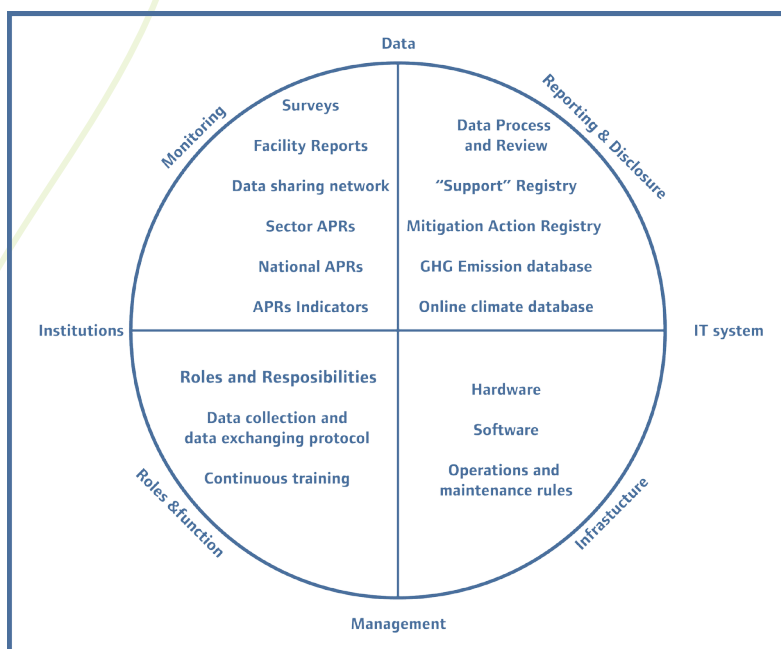 Data
Monitoring
Surveys
Facility Reports
Data sharing network
Sector APRs
National APRs
APRs Indicators
Reporting & Disclosure
Data Process
and Review
“Support” Registry
Mitigation Action Registry
GHG Emission database
Online climate database
Institutions
IT system
Roles and Resposibilities
Data collection and
data exchanging protocol
Continuous training
Roles &function
Hardware
Software
Operations and
maintenance rules
Infrastucture
Management